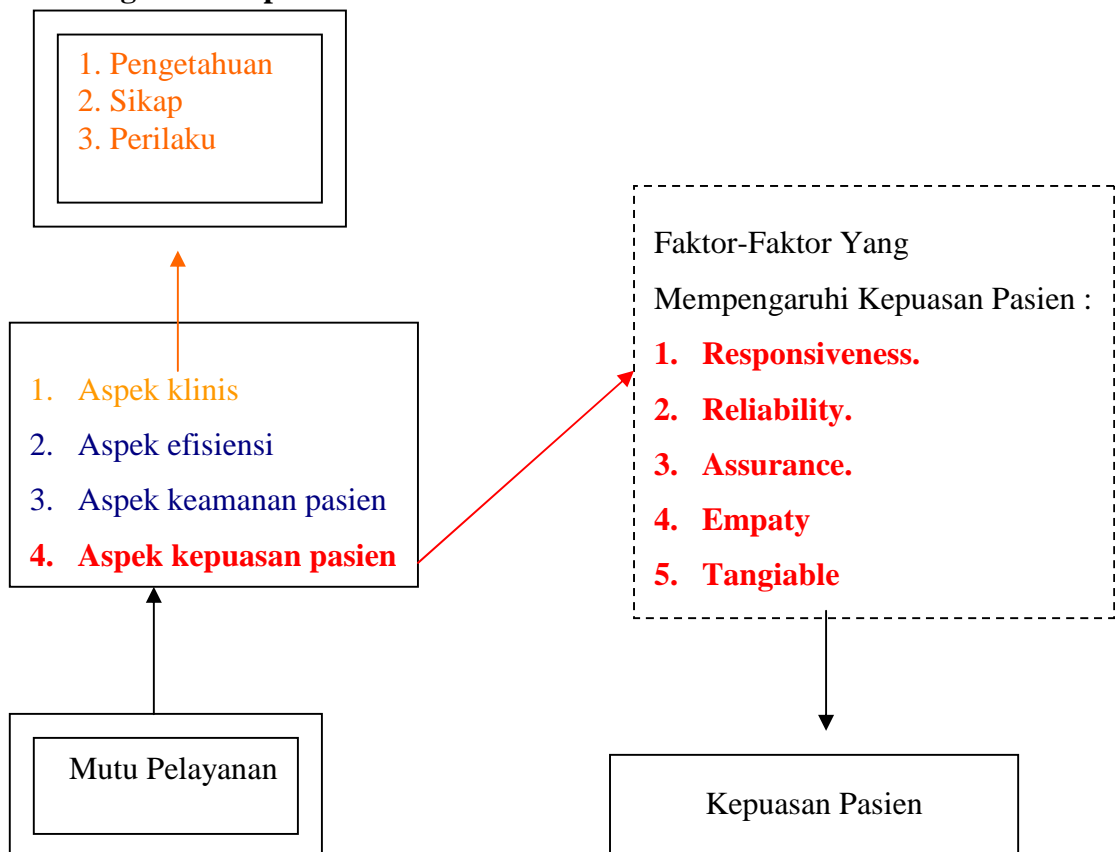 1. Pengetahuan
2. Sikap
3. Perilaku
Faktor-Faktor Yang
Mempengaruhi Kepuasan Pasien :
1. Responsiveness.
2. Reliability.
3. Assurance.
4. Empaty
5. Tangiable
1. Aspek klinis
2. Aspek efisiensi
3. Aspek keamanan pasien
4. Aspek kepuasan pasien
Mutu Pelayanan
Kepuasan Pasien